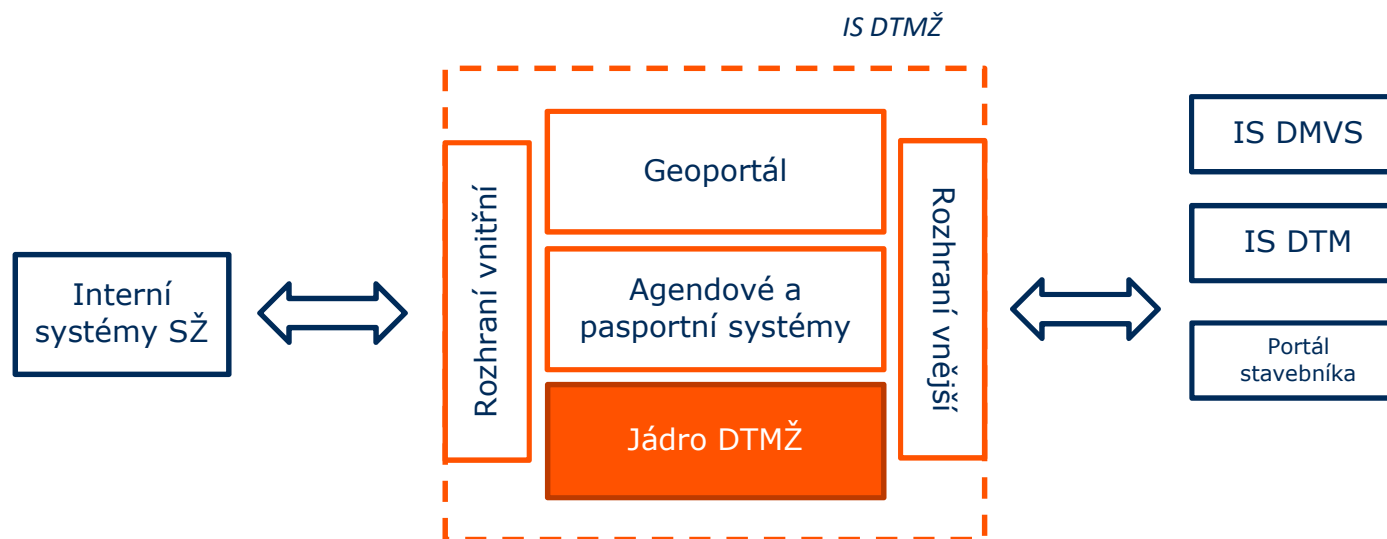 IS DTMŽ
Interní
systémy SŽ
Rozhraní vnitřní
Geoportál
Agendové a
pasportní systémy
Jádro DTMŽ
Rozhraní vnější
IS DMVS
IS DTM
Portál
stavebníka